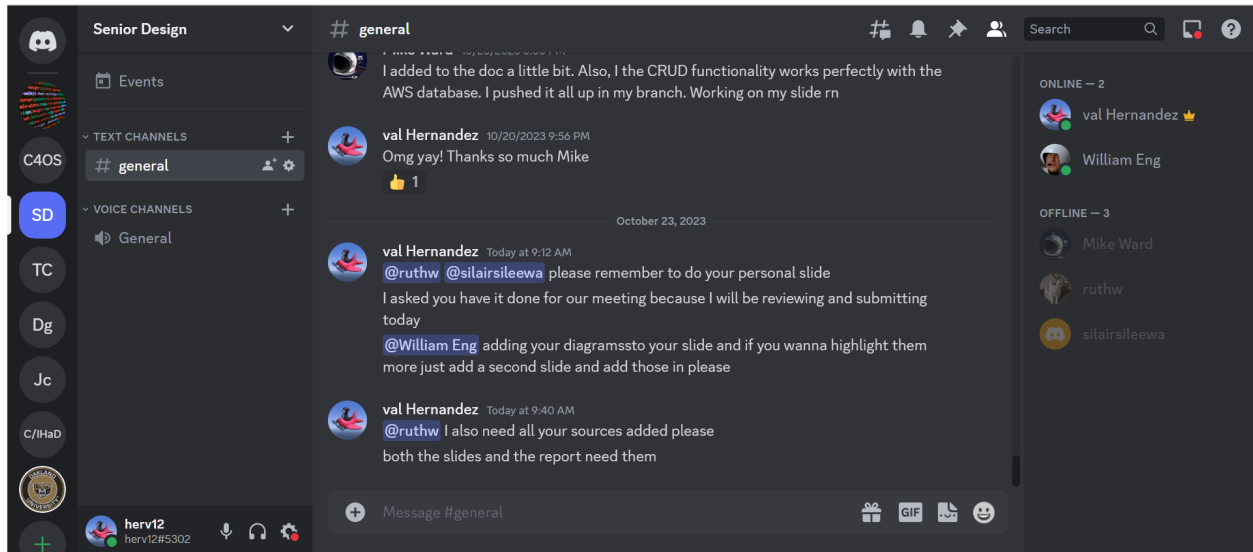 Senior Design
# general
Search
Events
TEXT CHANNELS
# general
VOICE CHANNELS
General
C4OS
SD
TC
Dg
Jc
C/IHaD
OAKLAND
UNIVERSITY
herv12
herv12#5302
Mike Ward
I added to the doc a little bit. Also, I the CRUD functionality works perfectly with the
AWS database. I pushed it all up in my branch. Working on my slide rn
val Hernandez 10/20/2023 9:56 PM
Omg yay! Thanks so much Mike
👍 1
October 23, 2023
val Hernandez Today at 9:12 AM
@ruthw @silairsileewa please remember to do your personal slide
I asked you have it done for our meeting because I will be reviewing and submitting
today
@William Eng adding your diagramssto your slide and if you wanna highlight them
more just add a second slide and add those in please
val Hernandez Today at 9:40 AM
@ruthw I also need all your sources added please
both the slides and the report need them
Message #general
GIF
ONLINE — 2
val Hernandez
William Eng
OFFLINE — 3
Mike Ward
ruthw
silairsileewa